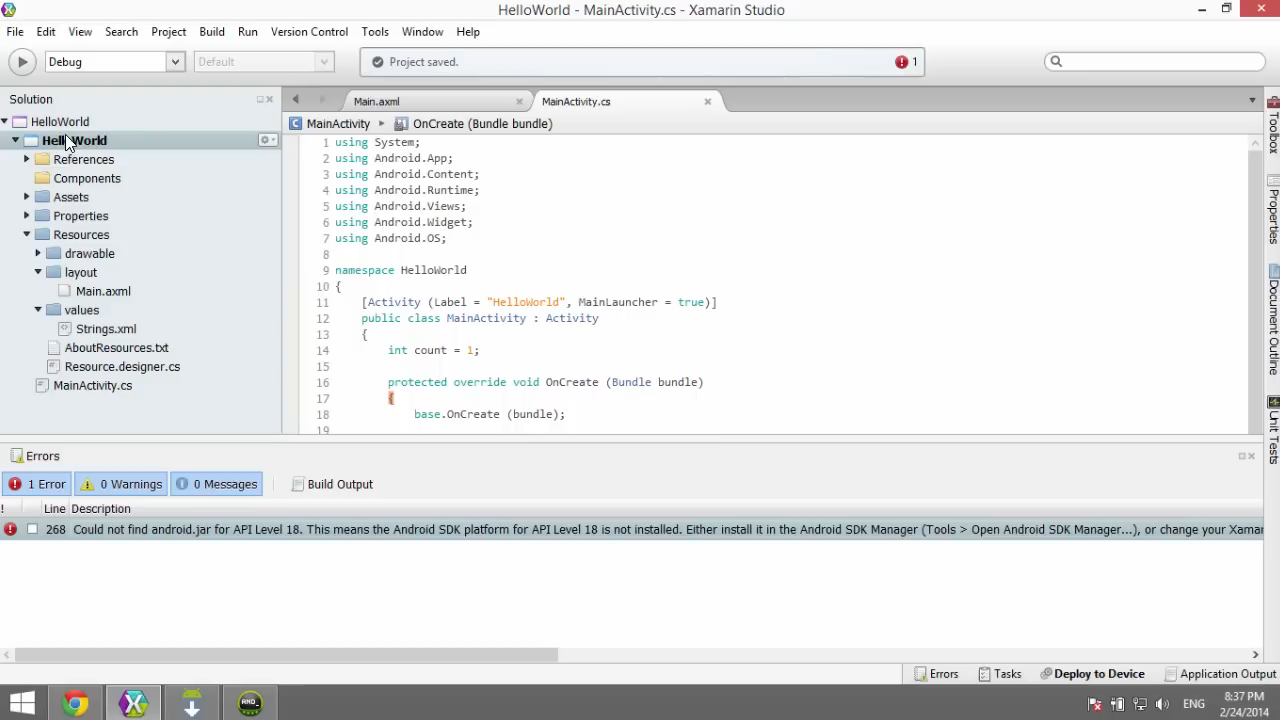 HelloWorld - MainActivity.cs - Xamarin Studio
File Edit View Search Project Build Run Version Control Tools Window Help
Debug
Default
Project saved.
1
Solution
HelloWorld
HelloWorld
References
Components
Assets
Properties
Resources
drawable
layout
Main.axml
values
Strings.xml
AboutResources.txt
Resource.designer.cs
MainActivity.cs
Main.axml
MainActivity.cs
MainActivity
OnCreate (Bundle bundle)
1 using System;
2 using Android.App;
3 using Android.Content;
4 using Android.Runtime;
5 using Android.Views;
6 using Android.Widget;
7 using Android.OS;
8
9 namespace HelloWorld
10 {
11 [Activity (Label = "HelloWorld", MainLauncher = true)]
12 public class MainActivity : Activity
13 {
14 int count = 1;
15
16 protected override void OnCreate (Bundle bundle)
17 {
18 base.OnCreate (bundle);
19
Toolbox
Properties
Document Outline
Unit Tests
Errors
1 Error
0 Warnings
0 Messages
Build Output
! Line Description
268 Could not find android.jar for API Level 18. This means the Android SDK platform for API Level 18 is not installed. Either install it in the Android SDK Manager (Tools > Open Android SDK Manager...), or change your Xamar
Errors
Tasks
Deploy to Device
Application Output
AND_
ENG
8:37 PM
2/24/2014